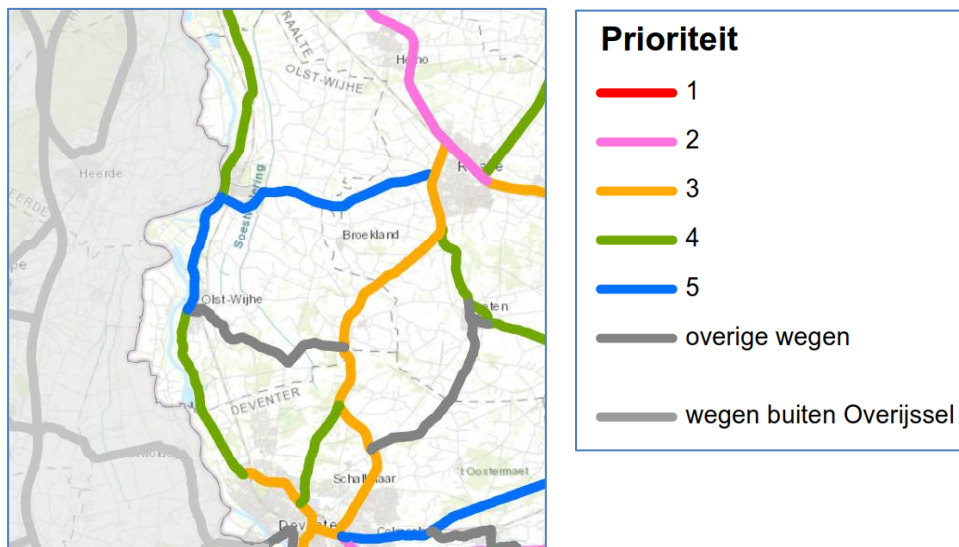 RAALTE
OLST-WIJHE
Heerde
Soestwetering
Broekland
Olst-Wijhe
DEVENTER
Schalkhaar
't Oostermaet
Prioriteit
1
2
3
4
5
overige wegen
wegen buiten Overijssel